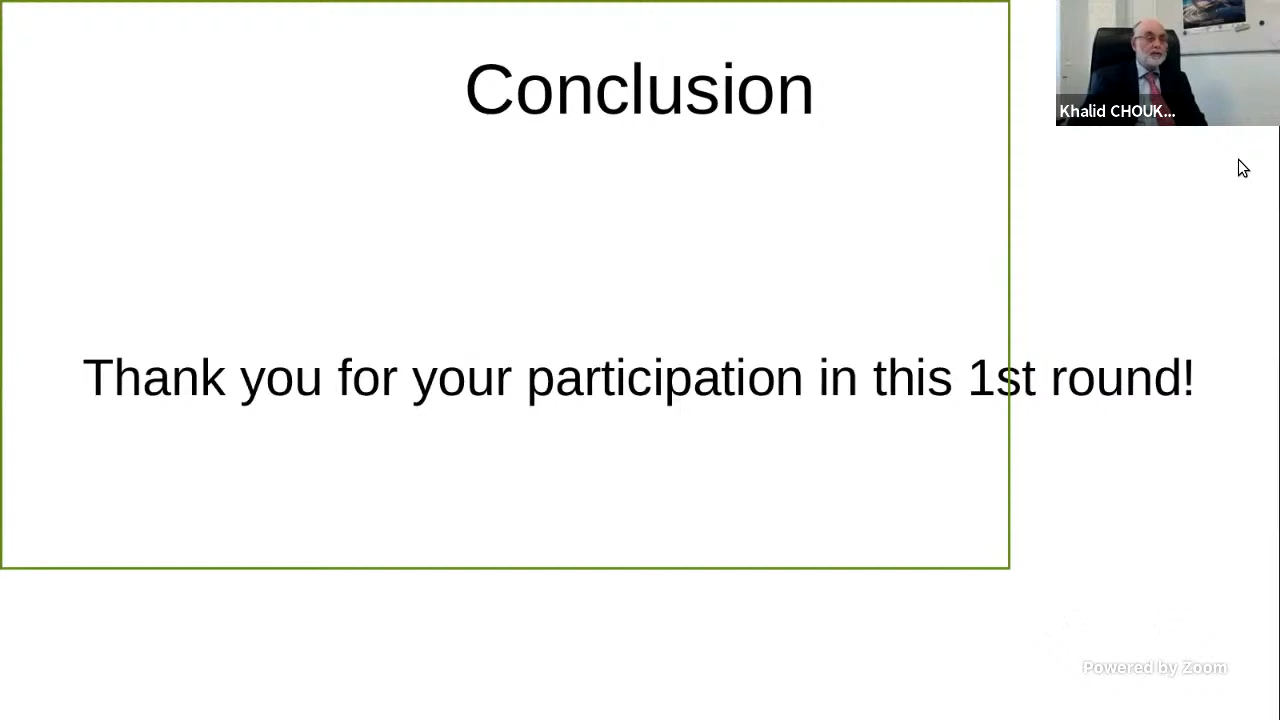 Conclusion
Khalid CHOUK...
Thank you for your participation in this 1st round!
Powered by Zoom